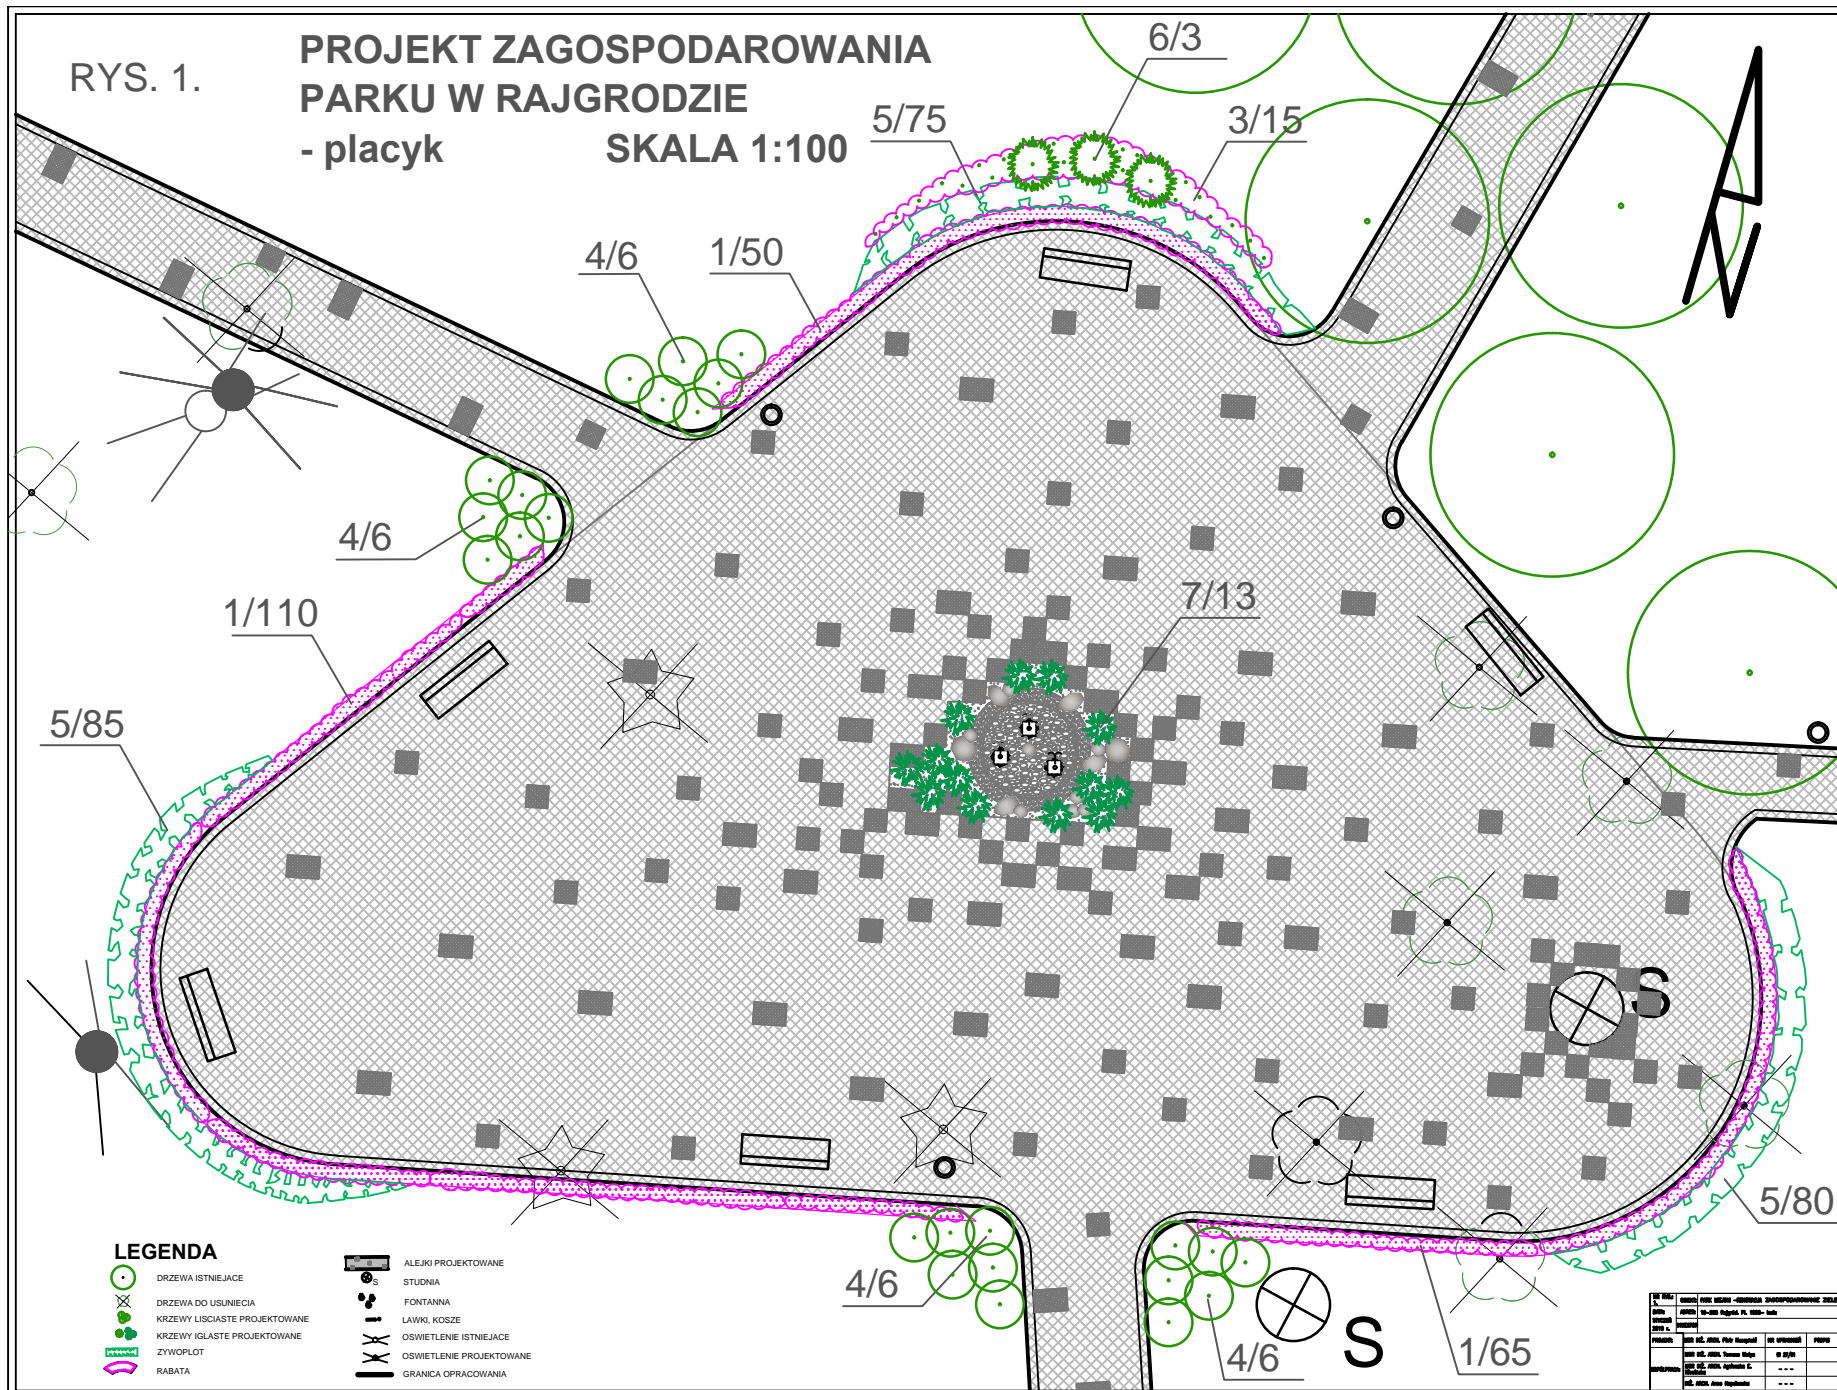 RYS. 1.
PROJEKT ZAGOSPODAROWANIA
PARKU W RAJGRODZIE
- placyk SKALA 1:100
6/3
5/75
3/15
4/6
1/50
4/6
7/13
1/110
5/85
S
5/80
4/6
4/6
S
1/65
LEGENDA
DRZEWA ISTNIEJACE
DRZEWA DO USUNIECIA
KRZEWY LISCIASTE PROJEKTOWANE
KRZEWY IGLASTE PROJEKTOWANE
ZYWOPLOT
RABATA
ALEJKI PROJEKTOWANE
S
STUDNIA
FONTANNA
LAWKI, KOSZE
OSWIETLENIE ISTNIEJACE
OSWIETLENIE PROJEKTOWANE
GRANICA OPRACOWANIA